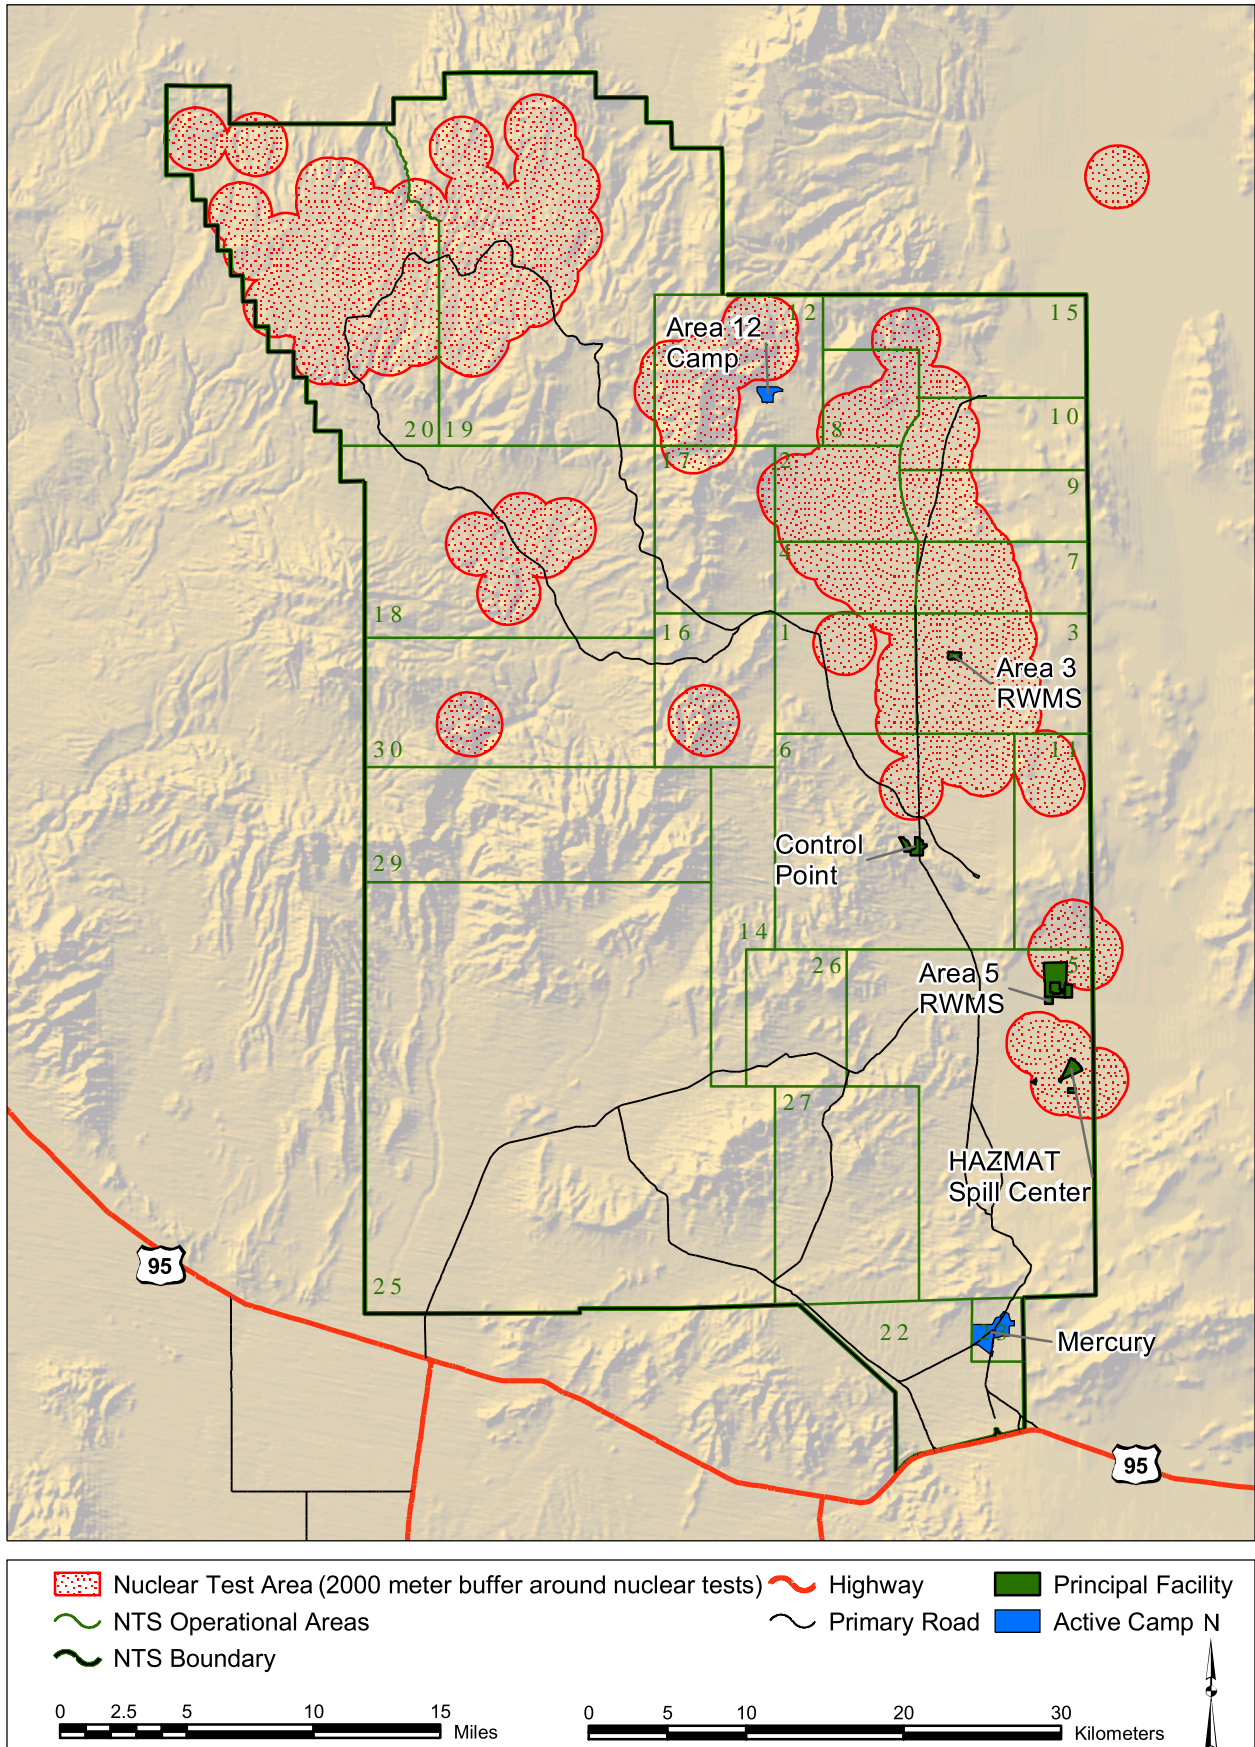 12
15
Area 12
Camp
10
20
19
8
17
2
9
4
7
18
16
1
3
Area 3
RWMS
30
6
11
Control
Point
29
14
26
Area 5
RWMS
5
27
HAZMAT
Spill Center
95
25
22
23
Mercury
95
Nuclear Test Area (2000 meter buffer around nuclear tests)
Highway
Principal Facility
NTS Operational Areas
Primary Road
Active Camp
N
NTS Boundary
0 2.5 5 10 15
Miles
0 5 10 20 30
Kilometers